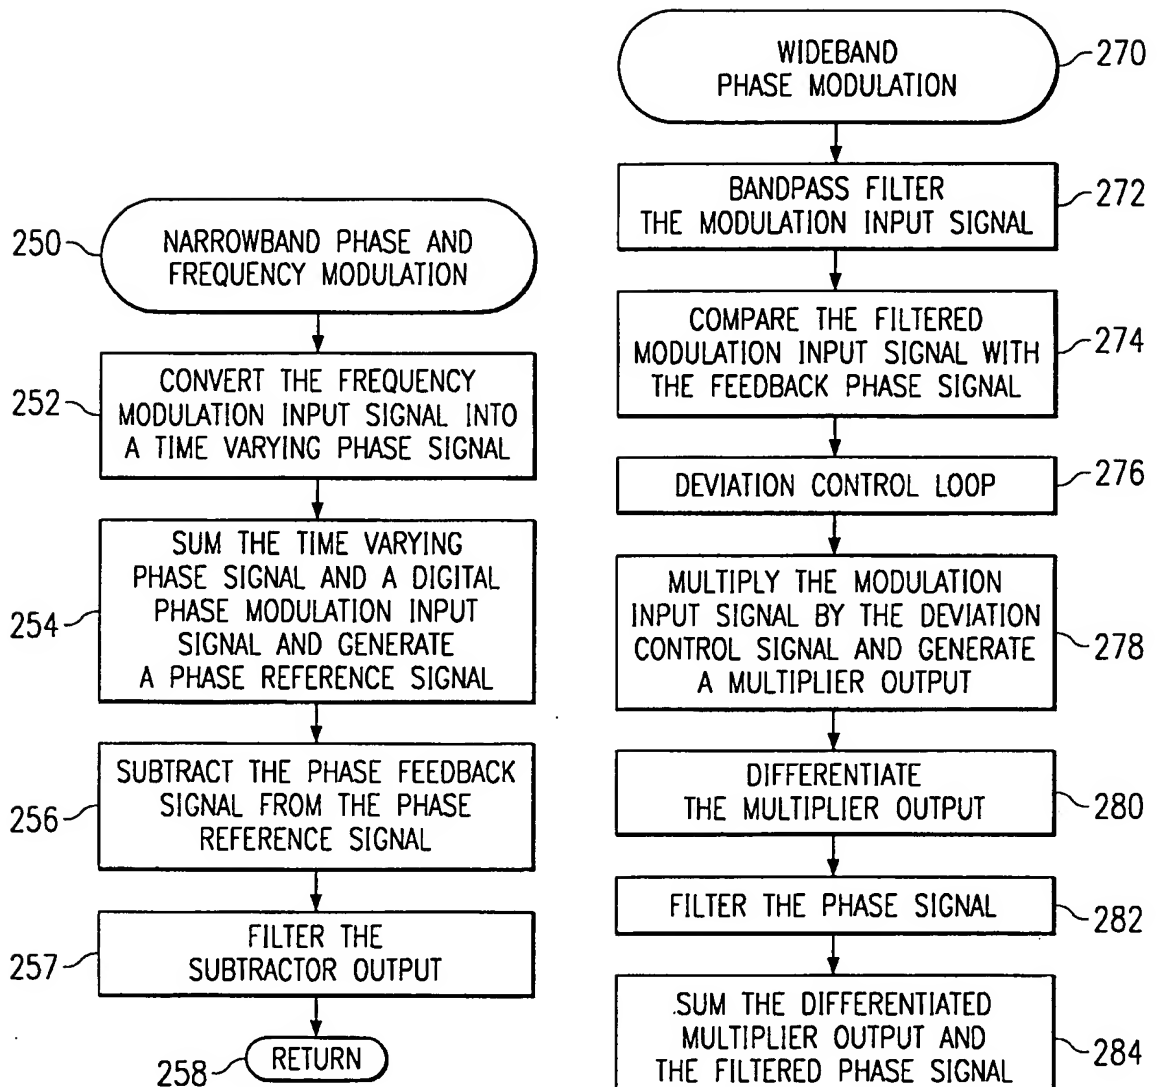 250
NARROWBAND PHASE AND
FREQUENCY MODULATION
252
CONVERT THE FREQUENCY
MODULATION INPUT SIGNAL INTO
A TIME VARYING PHASE SIGNAL
254
SUM THE TIME VARYING
PHASE SIGNAL AND A DIGITAL
PHASE MODULATION INPUT
SIGNAL AND GENERATE
A PHASE REFERENCE SIGNAL
256
SUBTRACT THE PHASE FEEDBACK
SIGNAL FROM THE PHASE
REFERENCE SIGNAL
257
FILTER THE
SUBTRACTOR OUTPUT
258
RETURN
WIDEBAND
PHASE MODULATION
270
BANDPASS FILTER
THE MODULATION INPUT SIGNAL
272
COMPARE THE FILTERED
MODULATION INPUT SIGNAL WITH
THE FEEDBACK PHASE SIGNAL
274
DEVIATION CONTROL LOOP
276
MULTIPLY THE MODULATION
INPUT SIGNAL BY THE DEVIATION
CONTROL SIGNAL AND GENERATE
A MULTIPLIER OUTPUT
278
DIFFERENTIATE
THE MULTIPLIER OUTPUT
280
FILTER THE PHASE SIGNAL
282
SUM THE DIFFERENTIATED
MULTIPLIER OUTPUT AND
THE FILTERED PHASE SIGNAL
284